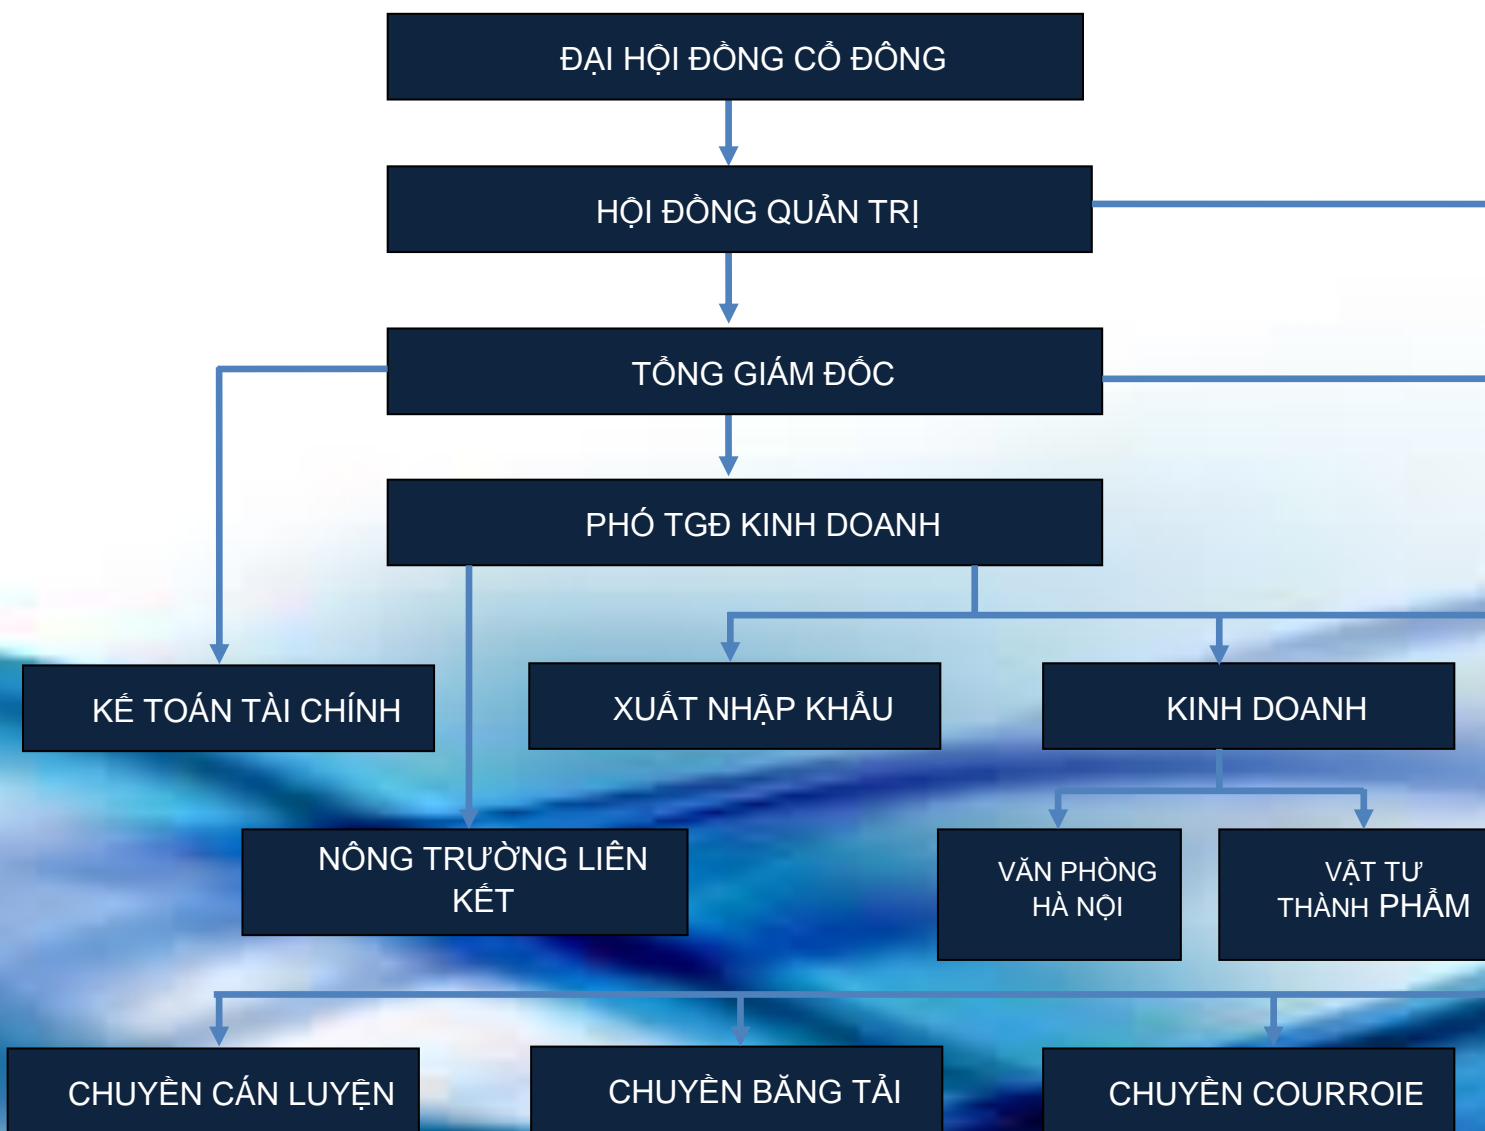 ĐẠI HỘI ĐỒNG CỔ ĐÔNG
HỘI ĐỒNG QUẢN TRỊ
TỔNG GIÁM ĐỐC
PHÓ TGĐ KINH DOANH
KẾ TOÁN TÀI CHÍNH
XUẤT NHẬP KHẨU
KINH DOANH
NÔNG TRƯỜNG LIÊN
KẾT
VĂN PHÒNG
HÀ NỘI
VẬT TƯ
THÀNH PHẨM
CHUYỀN CÁN LUYỆN
CHUYỀN BĂNG TẢI
CHUYỀN COURROIE